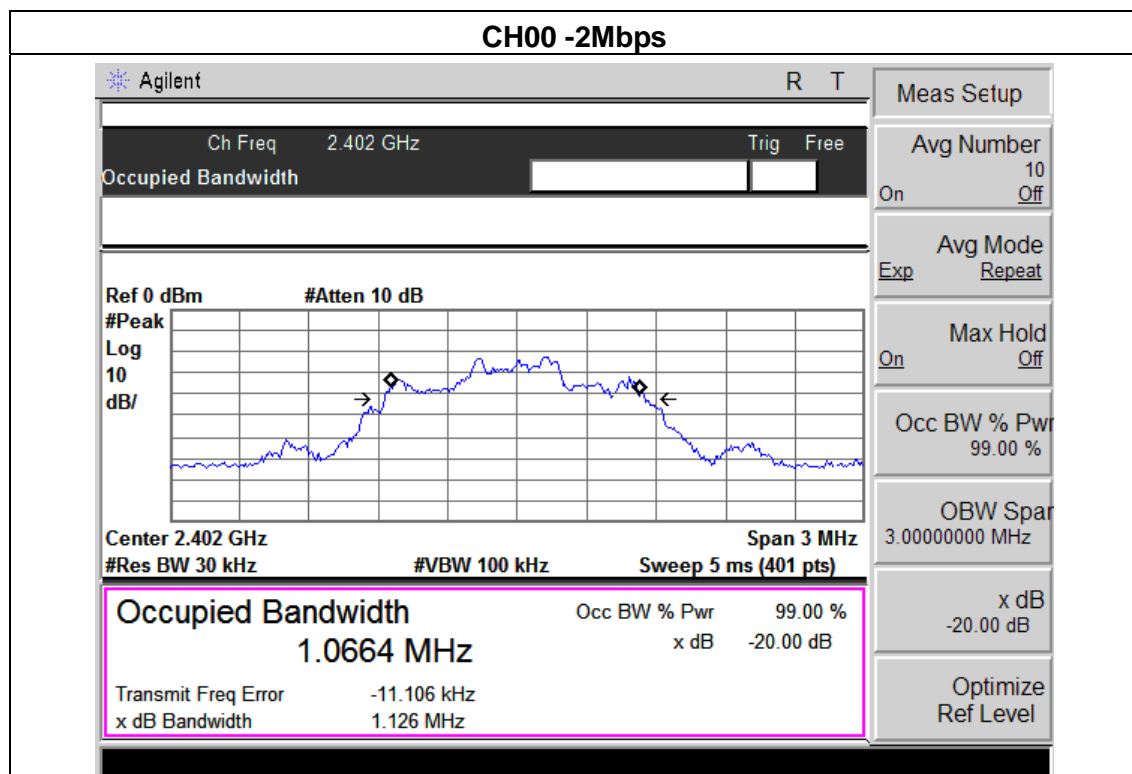 CH00 -2Mbps
Agilent R T
Ch Freq 2.402 GHz Trig Free
Occupied Bandwidth
Ref 0 dBm #Atten 10 dB
#Peak
Log
10
dB/
Center 2.402 GHz Span 3 MHz
#Res BW 30 kHz #VBW 100 kHz Sweep 5 ms (401 pts)
Occupied Bandwidth Occ BW % Pwr 99.00 %
1.0664 MHz x dB -20.00 dB
Transmit Freq Error -11.106 kHz
x dB Bandwidth 1.126 MHz
Meas Setup
Avg Number
10
On Off
Avg Mode
Exp Repeat
Max Hold
On Off
Occ BW % Pwr
99.00 %
OBW Span
3.00000000 MHz
x dB
-20.00 dB
Optimize
Ref Level